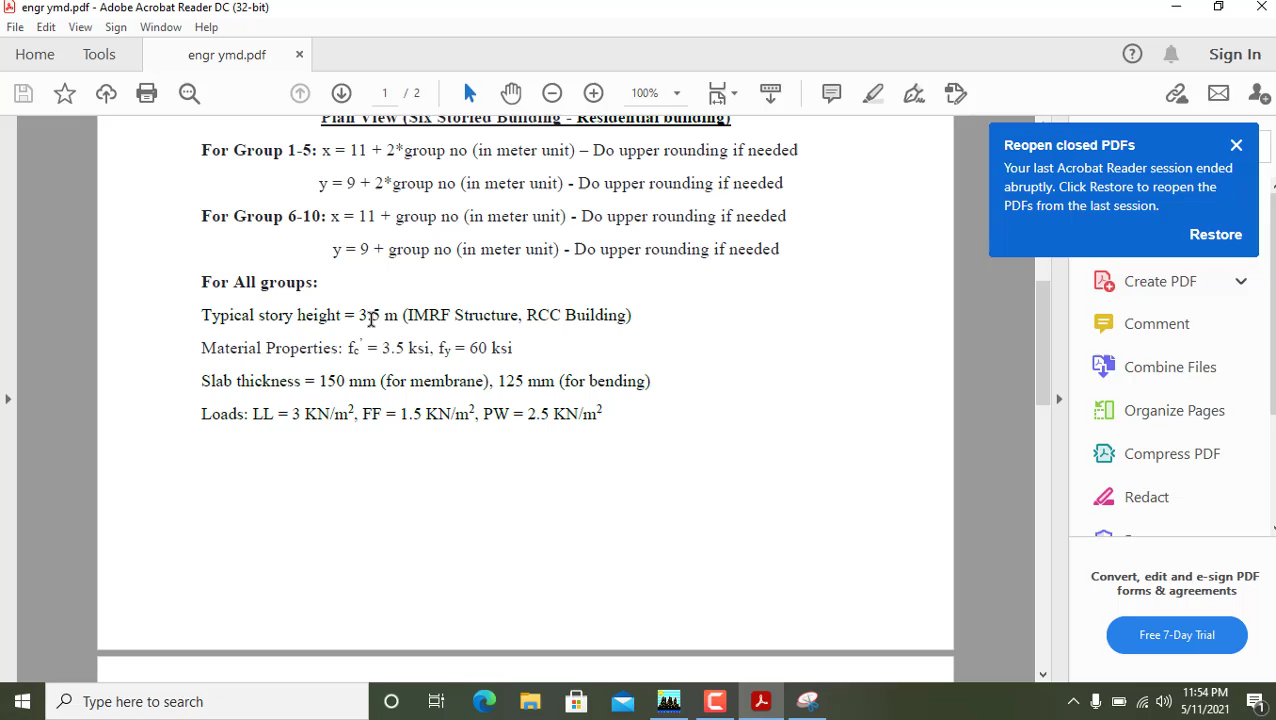 engr ymd.pdf - Adobe Acrobat Reader DC (32-bit)
File Edit View Sign Window Help
Home Tools engr ymd.pdf × Sign In
1 / 2 100%
Plan View (Six Storied Building - Residential building)
For Group 1-5: x = 11 + 2*group no (in meter unit) – Do upper rounding if needed
y = 9 + 2*group no (in meter unit) - Do upper rounding if needed
For Group 6-10: x = 11 + group no (in meter unit) - Do upper rounding if needed
y = 9 + group no (in meter unit) - Do upper rounding if needed
For All groups:
Typical story height = 3.5 m (IMRF Structure, RCC Building)
Material Properties: fc' = 3.5 ksi, fy = 60 ksi
Slab thickness = 150 mm (for membrane), 125 mm (for bending)
Loads: LL = 3 KN/m², FF = 1.5 KN/m², PW = 2.5 KN/m²
Reopen closed PDFs
Your last Acrobat Reader session ended
abruptly. Click Restore to reopen the
PDFs from the last session.
Restore
Create PDF
Comment
Combine Files
Organize Pages
Compress PDF
Redact
Convert, edit and e-sign PDF
forms & agreements
Free 7-Day Trial
Type here to search
11:54 PM
5/11/2021
1